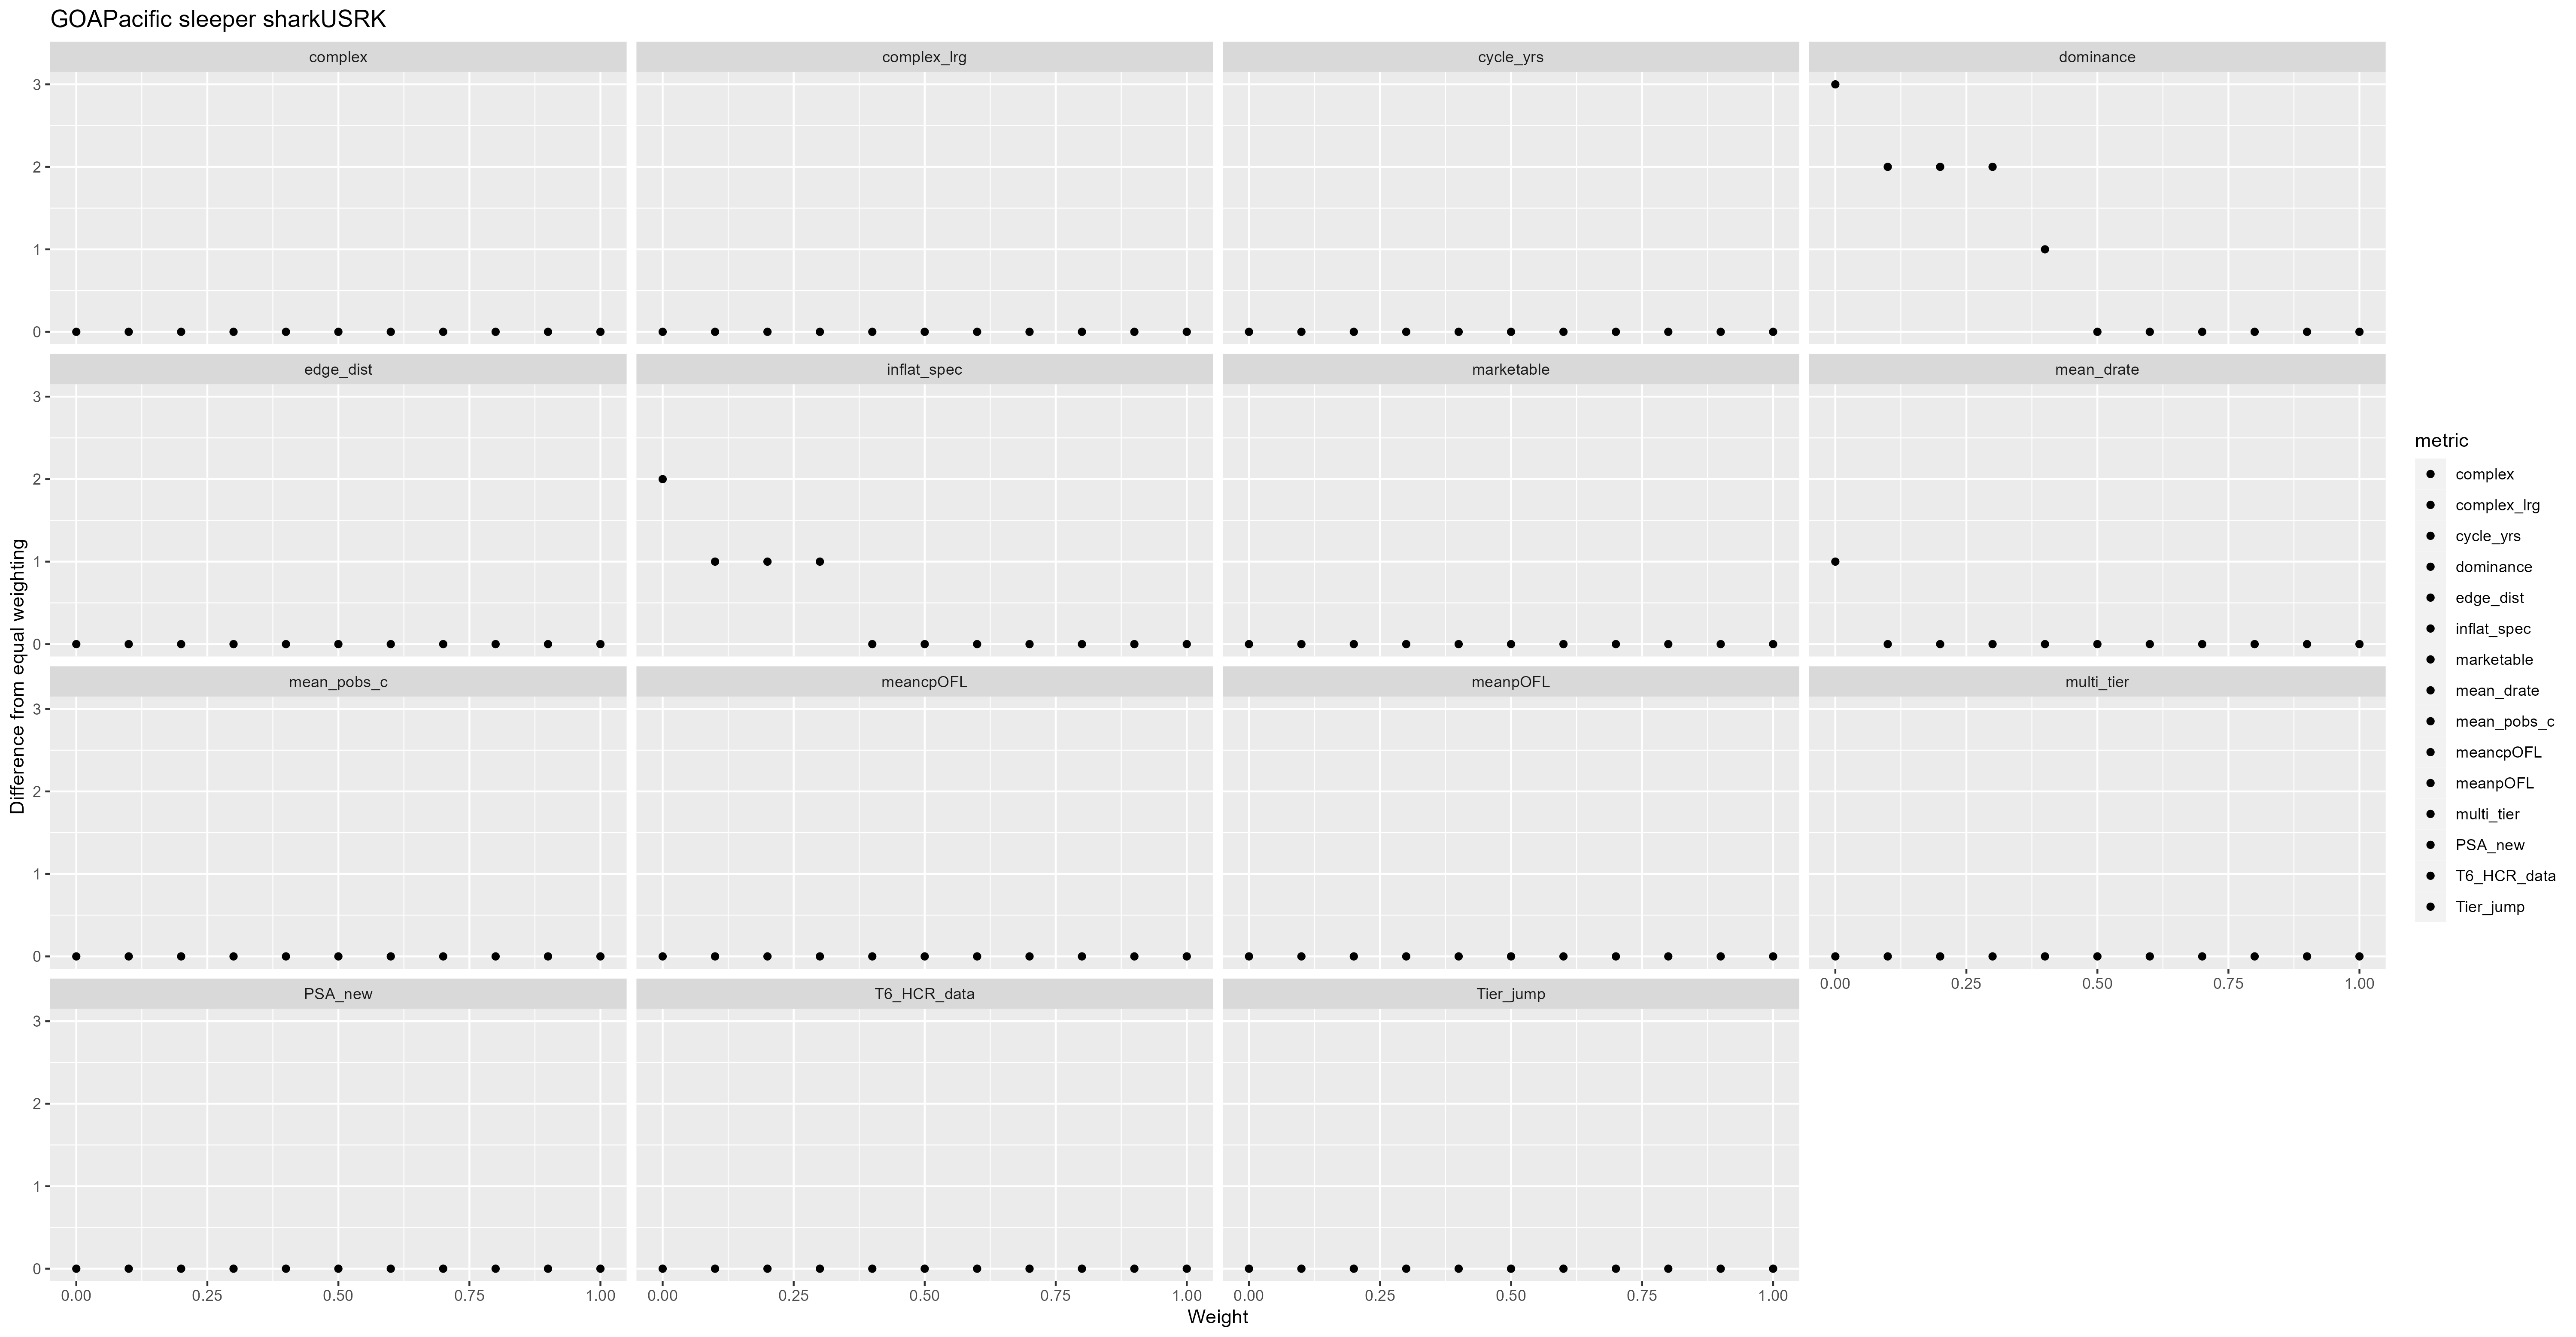 GOAPacific sleeper sharkUSRK
complex
complex_lrg
cycle_yrs
dominance
3
2
1
0
edge_dist
inflat_spec
marketable
mean_drate
3
2
1
0
mean_pobs_c
meancpOFL
meanpOFL
multi_tier
3
2
1
0
0.00 0.25 0.50 0.75 1.00
PSA_new
T6_HCR_data
Tier_jump
3
2
1
0
0.00 0.25 0.50 0.75 1.00
0.00 0.25 0.50 0.75 1.00
0.00 0.25 0.50 0.75 1.00
Weight
Difference from equal weighting
metric
complex
complex_lrg
cycle_yrs
dominance
edge_dist
inflat_spec
marketable
mean_drate
mean_pobs_c
meancpOFL
meanpOFL
multi_tier
PSA_new
T6_HCR_data
Tier_jump